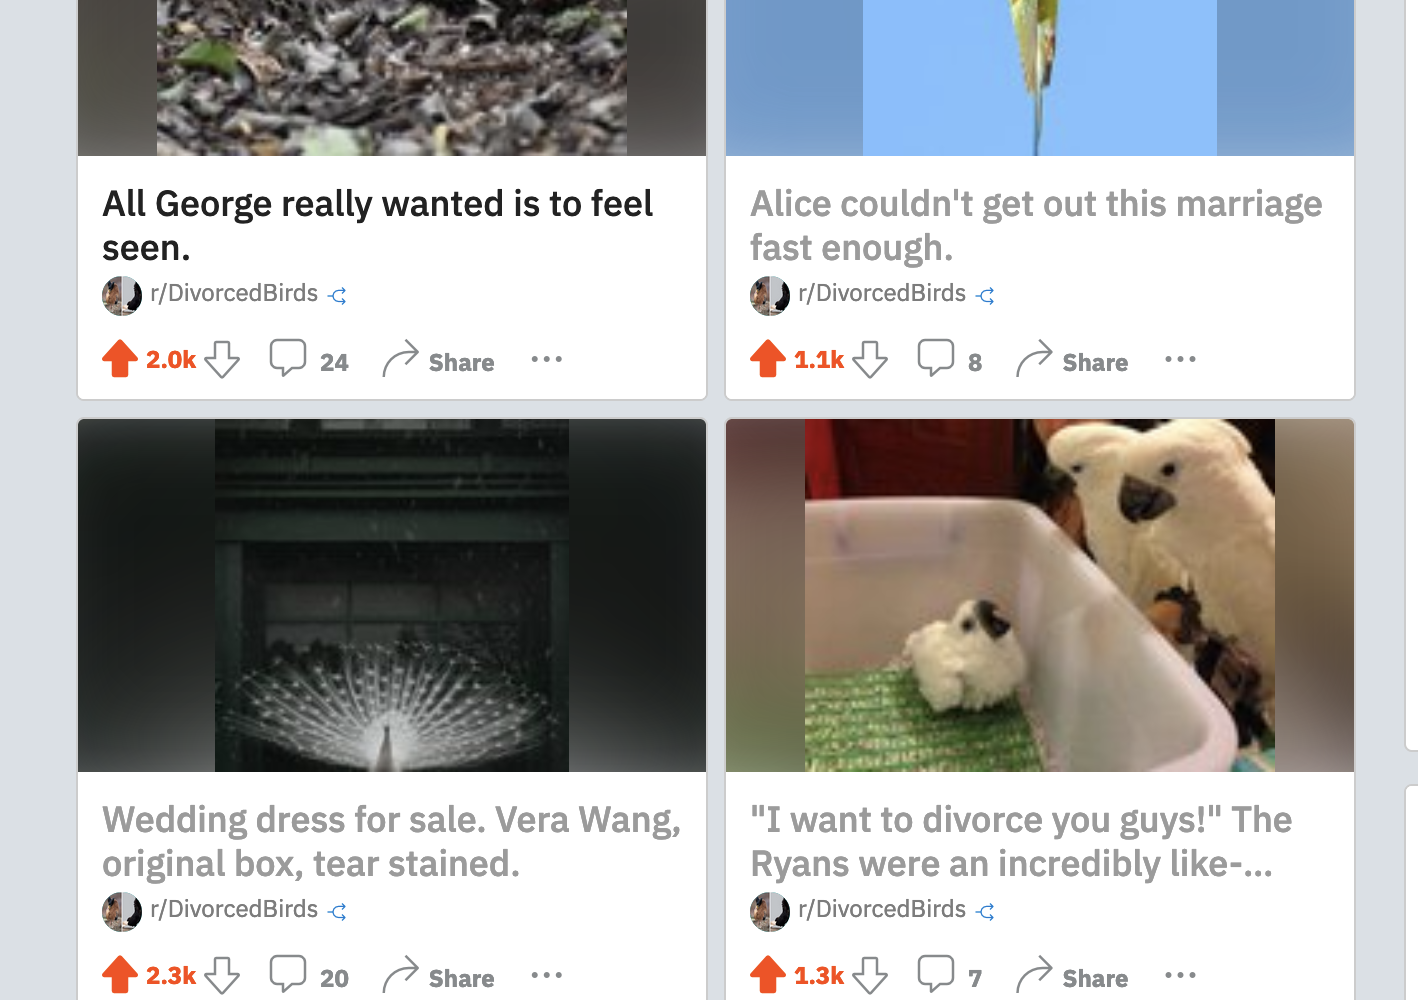 All George really wanted is to feel
seen.
r/DivorcedBirds
2.0k 24 Share
Alice couldn't get out this marriage
fast enough.
r/DivorcedBirds
1.1k 8 Share
Wedding dress for sale. Vera Wang,
original box, tear stained.
r/DivorcedBirds
2.3k 20 Share
"I want to divorce you guys!" The
Ryans were an incredibly like-...
r/DivorcedBirds
1.3k 7 Share